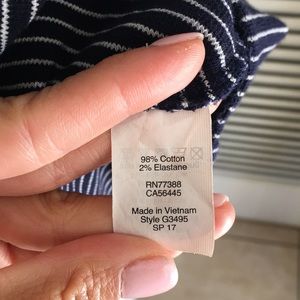 98% Cotton
2% Elastane
RN77388
CA56445
Made in Vietnam
Style G3495
SP 17